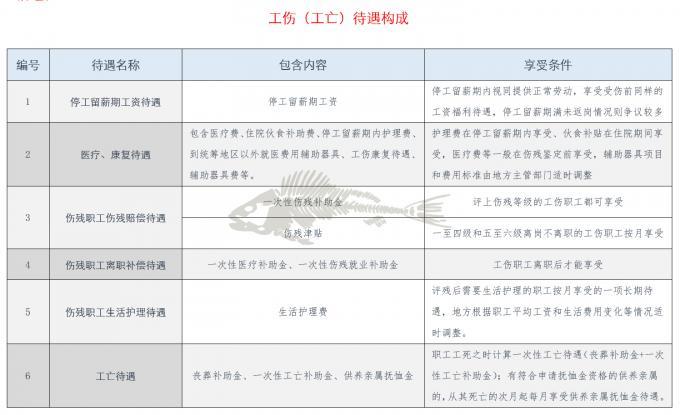 工伤（工亡）待遇构成
编号 待遇名称 包含内容 享受条件
1 停工留薪期工资待遇 停工留薪期工资
停工留薪期内视同提供正常劳动，享受受伤前同样的
工资福利待遇，停工留薪期满未返岗情况则争议较多
2 医疗、康复待遇
包含医疗费、住院伙食补助费、停工留薪期内护理费、
到统筹地区以外就医费用辅助器具、工伤康复待遇、
辅助器具费等。
护理费在停工留薪期内享受、伙食补贴在住院期间享
受，医疗费等一般在伤残鉴定前享受，辅助器具项目
和费用标准由地方主管部门适时调整
3 伤残职工伤残赔偿待遇
一次性伤残补助金 评上伤残等级的工伤职工都可享受
伤残津贴 一至四级和五至六级离岗不离职的工伤职工按月享受
4 伤残职工离职补偿待遇 一次性医疗补助金、一次性伤残就业补助金 工伤职工离职后才能享受
5 伤残职工生活护理待遇 生活护理费
评残后需要生活护理的职工按月享受的一项长期待
遇，地方根据职工平均工资和生活费用变化等情况适
时调整。
6 工亡待遇 丧葬补助金、一次性工亡补助金、供养亲属抚恤金
职工工死之时计算一次性工亡待遇(丧葬补助金+一次
性工亡补助金)；有符合申请抚恤金资格的供养亲属
的，从其死亡的次月起每月享受供养亲属抚恤金待遇。